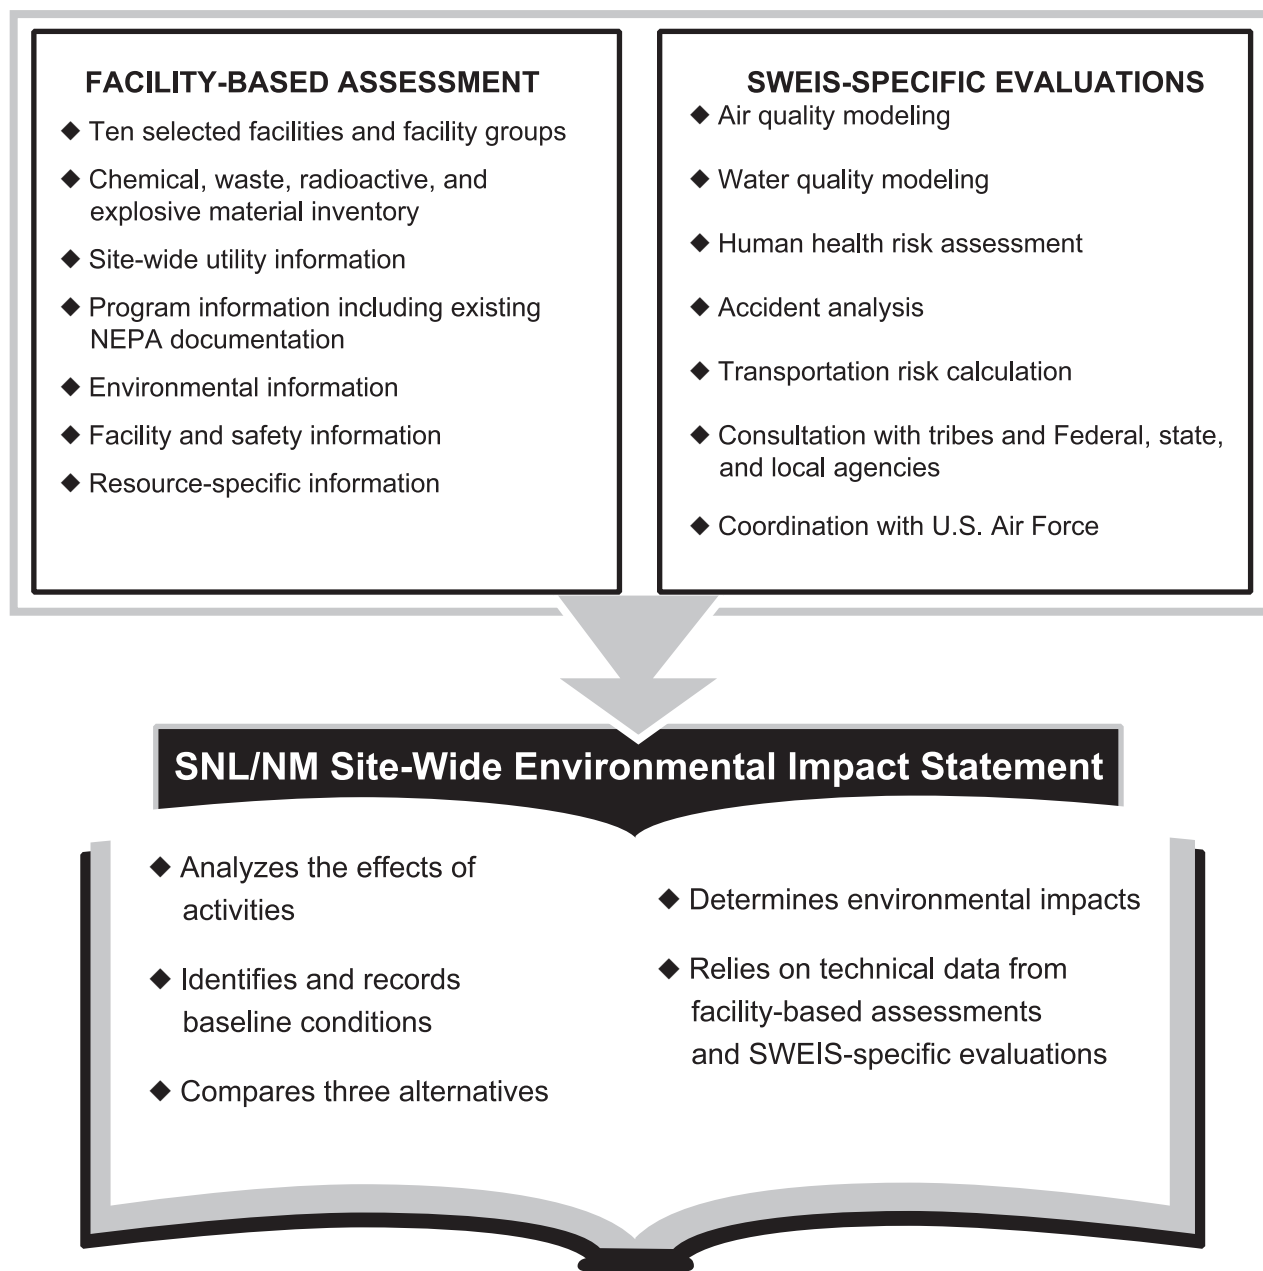 FACILITY-BASED ASSESSMENT
◆ Ten selected facilities and facility groups
◆ Chemical, waste, radioactive, and
explosive material inventory
◆ Site-wide utility information
◆ Program information including existing
NEPA documentation
◆ Environmental information
◆ Facility and safety information
◆ Resource-specific information
SWEIS-SPECIFIC EVALUATIONS
◆ Air quality modeling
◆ Water quality modeling
◆ Human health risk assessment
◆ Accident analysis
◆ Transportation risk calculation
◆ Consultation with tribes and Federal, state,
and local agencies
◆ Coordination with U.S. Air Force
SNL/NM Site-Wide Environmental Impact Statement
◆ Analyzes the effects of
activities
◆ Identifies and records
baseline conditions
◆ Compares three alternatives
◆ Determines environmental impacts
◆ Relies on technical data from
facility-based assessments
and SWEIS-specific evaluations